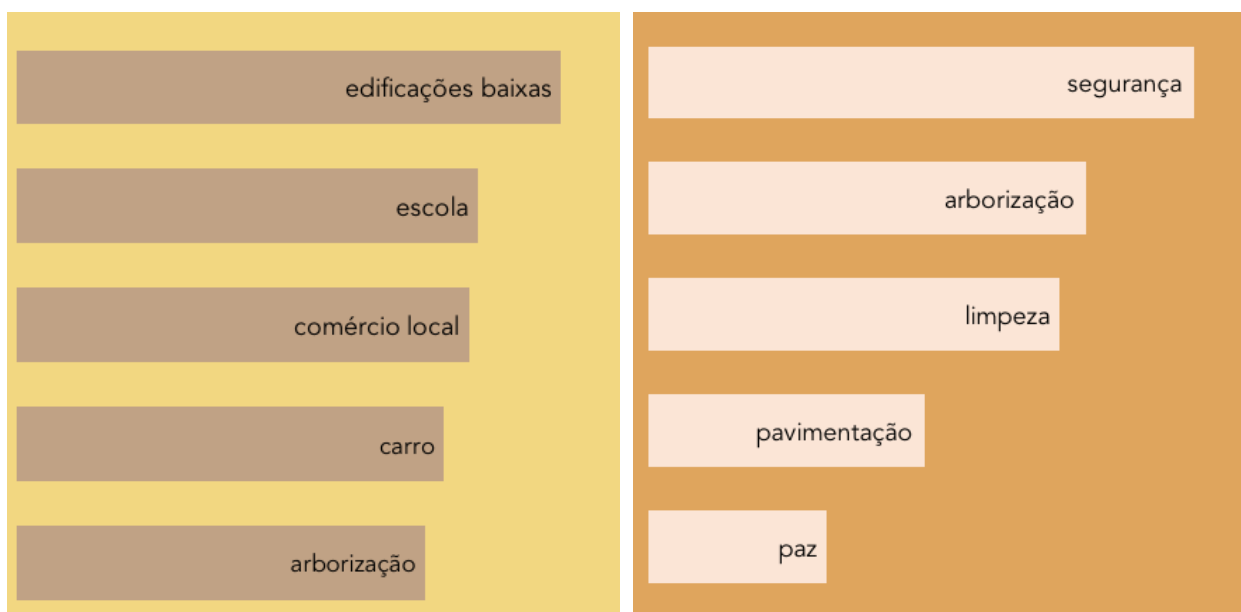 edificações baixas
escola
comércio local
carro
arborização
segurança
arborização
limpeza
pavimentação
paz